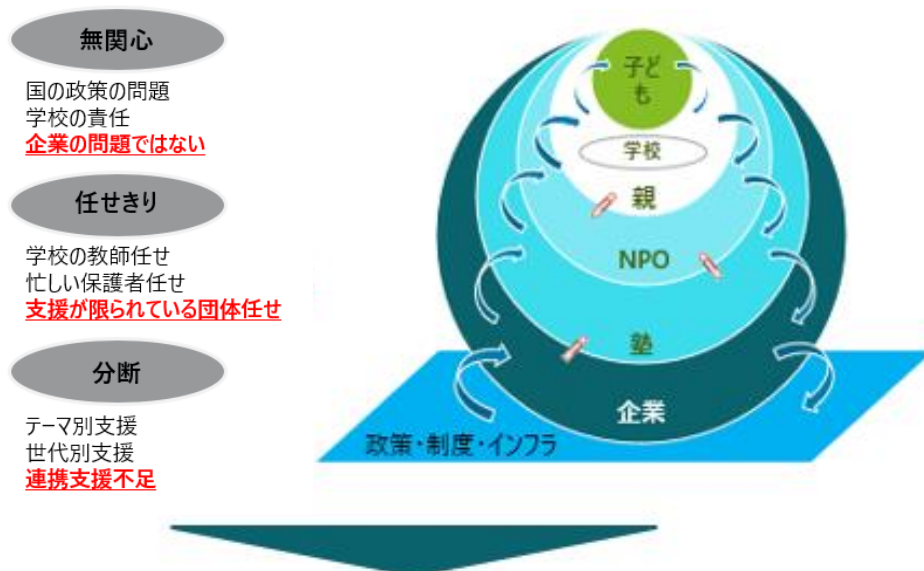 無関心
国の政策の問題
学校の責任
企業の問題ではない
任せきり
学校の教師任せ
忙しい保護者任せ
支援が限られている団体任せ
分断
テーマ別支援
世代別支援
連携支援不足
子ど
も
学校
親
NPO
塾
企業
政策・制度・インフラ